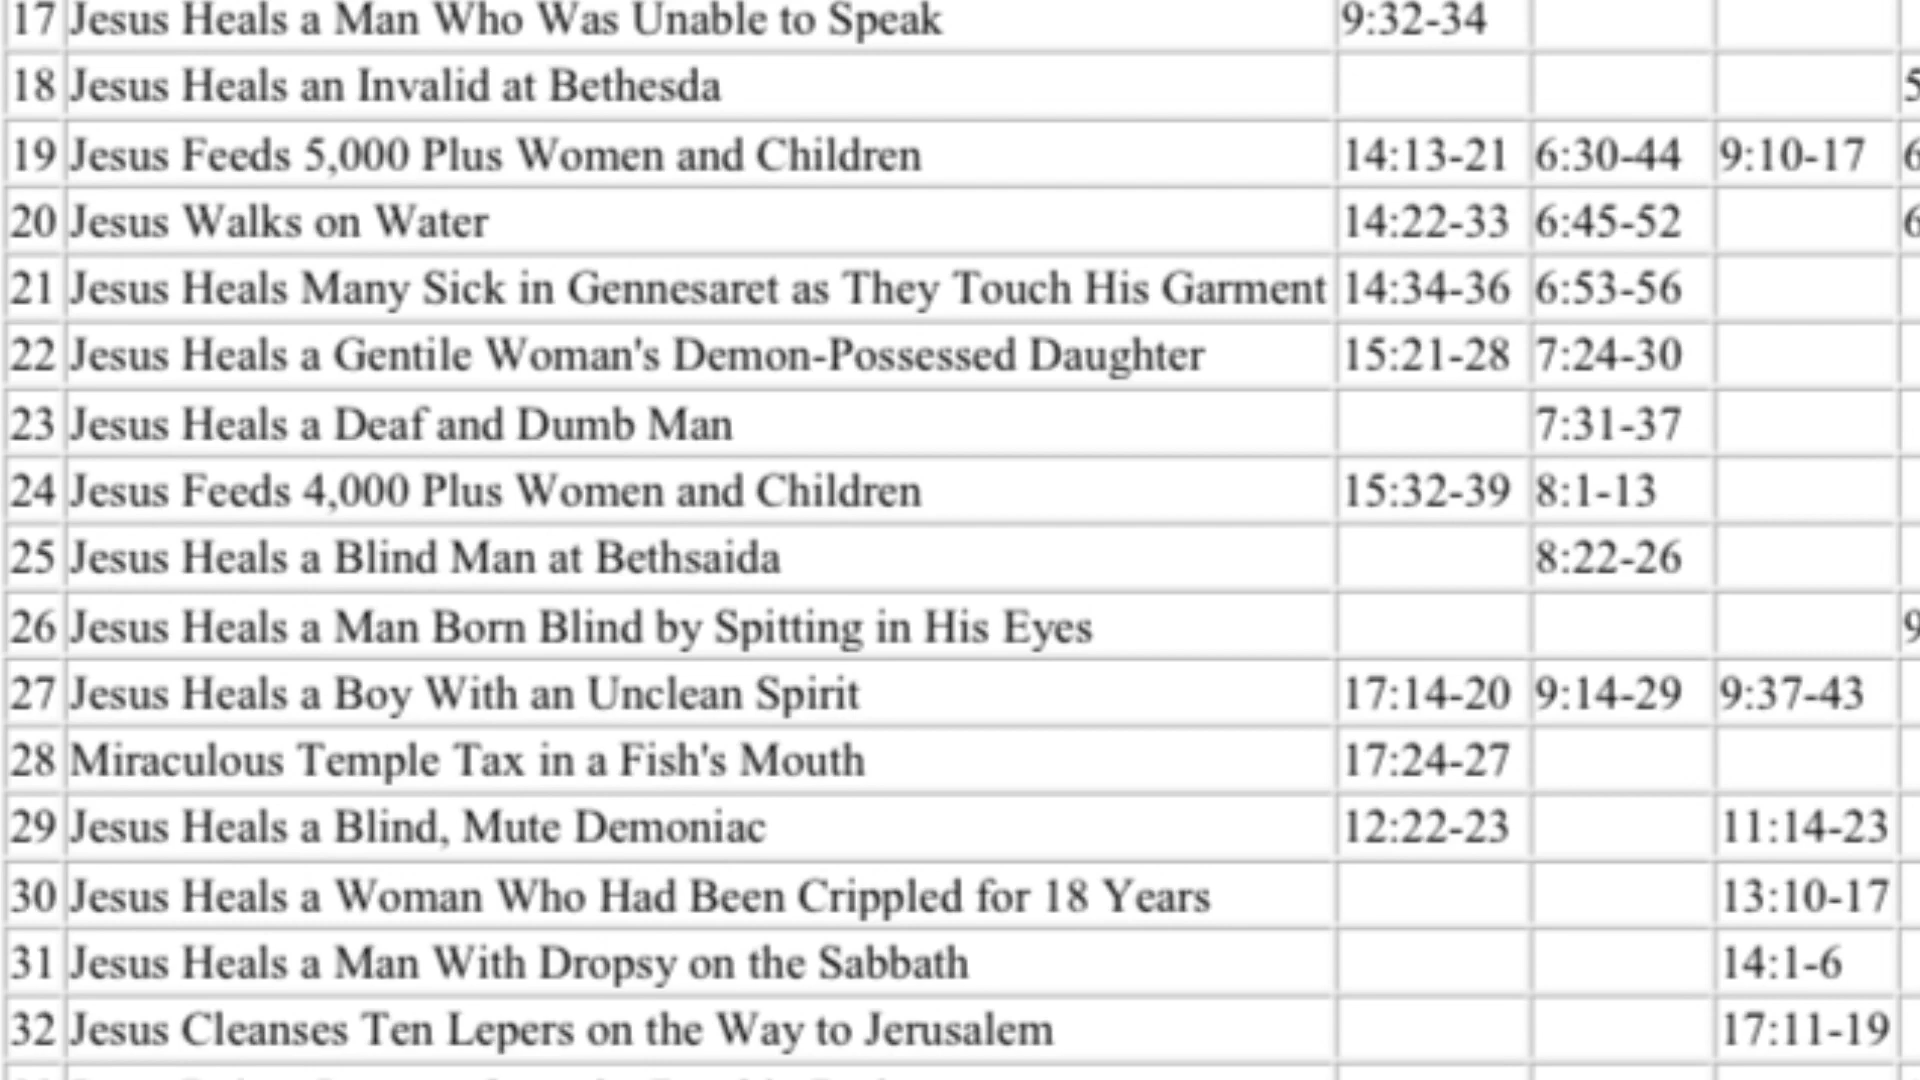 17 Jesus Heals a Man Who Was Unable to Speak 9:32-34
18 Jesus Heals an Invalid at Bethesda 5
19 Jesus Feeds 5,000 Plus Women and Children 14:13-21 6:30-44 9:10-17 6
20 Jesus Walks on Water 14:22-33 6:45-52 6
21 Jesus Heals Many Sick in Gennesaret as They Touch His Garment 14:34-36 6:53-56
22 Jesus Heals a Gentile Woman's Demon-Possessed Daughter 15:21-28 7:24-30
23 Jesus Heals a Deaf and Dumb Man 7:31-37
24 Jesus Feeds 4,000 Plus Women and Children 15:32-39 8:1-13
25 Jesus Heals a Blind Man at Bethsaida 8:22-26
26 Jesus Heals a Man Born Blind by Spitting in His Eyes 9
27 Jesus Heals a Boy With an Unclean Spirit 17:14-20 9:14-29 9:37-43
28 Miraculous Temple Tax in a Fish's Mouth 17:24-27
29 Jesus Heals a Blind, Mute Demoniac 12:22-23 11:14-23
30 Jesus Heals a Woman Who Had Been Crippled for 18 Years 13:10-17
31 Jesus Heals a Man With Dropsy on the Sabbath 14:1-6
32 Jesus Cleanses Ten Lepers on the Way to Jerusalem 17:11-19